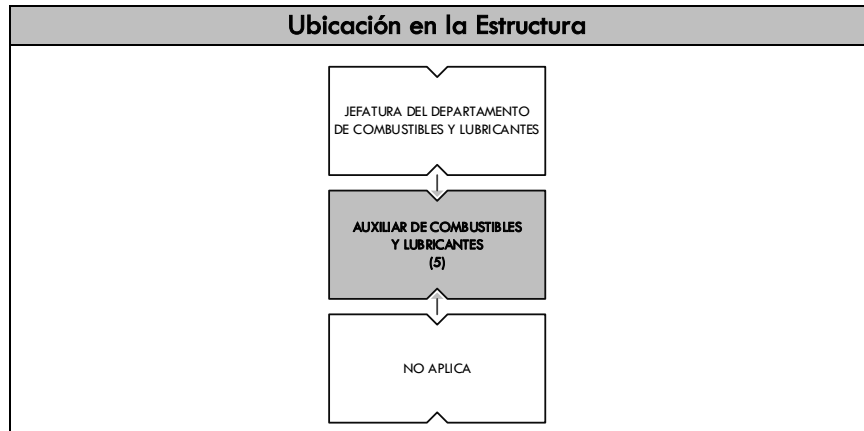 Ubicación en la Estructura
JEFATURA DEL DEPARTAMENTO
DE COMBUSTIBLES Y LUBRICANTES
AUXILIAR DE COMBUSTIBLES
Y LUBRICANTES
(5)
NO APLICA